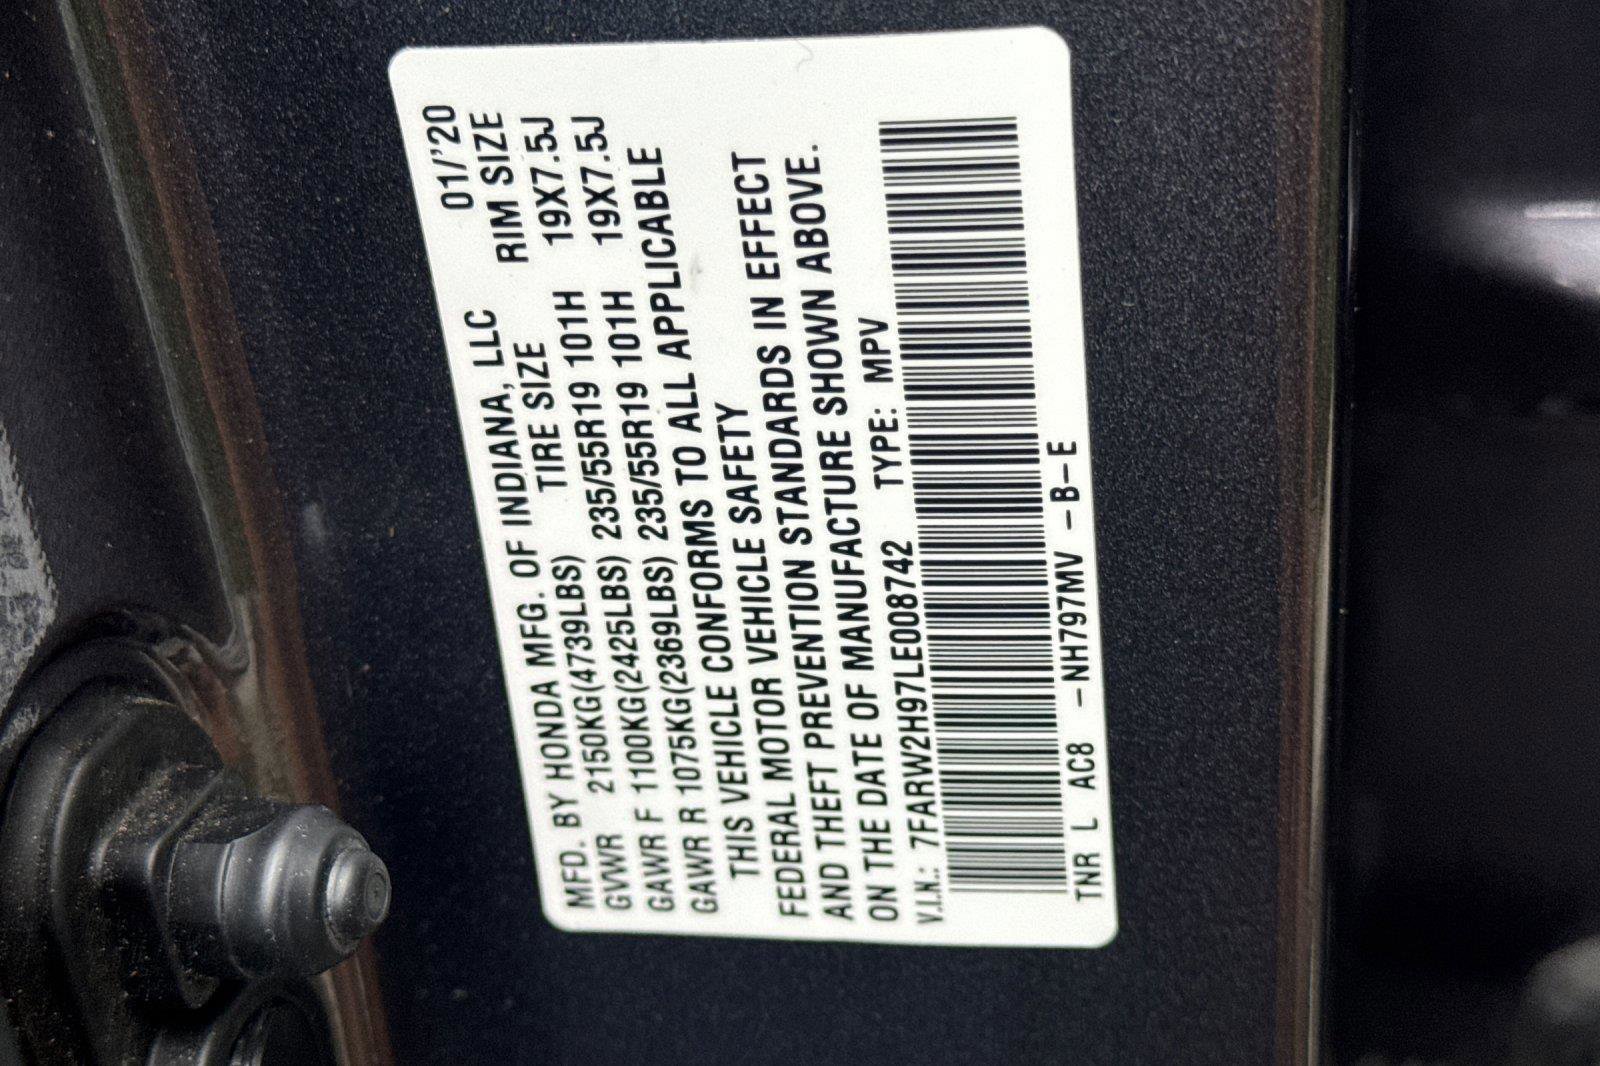 MFD. BY HONDA MFG. OF INDIANA, LLC 01/'20
TIRE SIZE RIM SIZE
GVWR 2150KG(4739LBS)
GAWR F 1100KG(2425LBS) 235/55R19 101H 19X7.5J
GAWR R 1075KG(2369LBS) 235/55R19 101H 19X7.5J
THIS VEHICLE CONFORMS TO ALL APPLICABLE
FEDERAL MOTOR VEHICLE SAFETY
AND THEFT PREVENTION STANDARDS IN EFFECT
ON THE DATE OF MANUFACTURE SHOWN ABOVE.
V.I.N.: 7FARW2H97LE008742 TYPE: MPV
TNR L AC8 -NH797MV -B-E